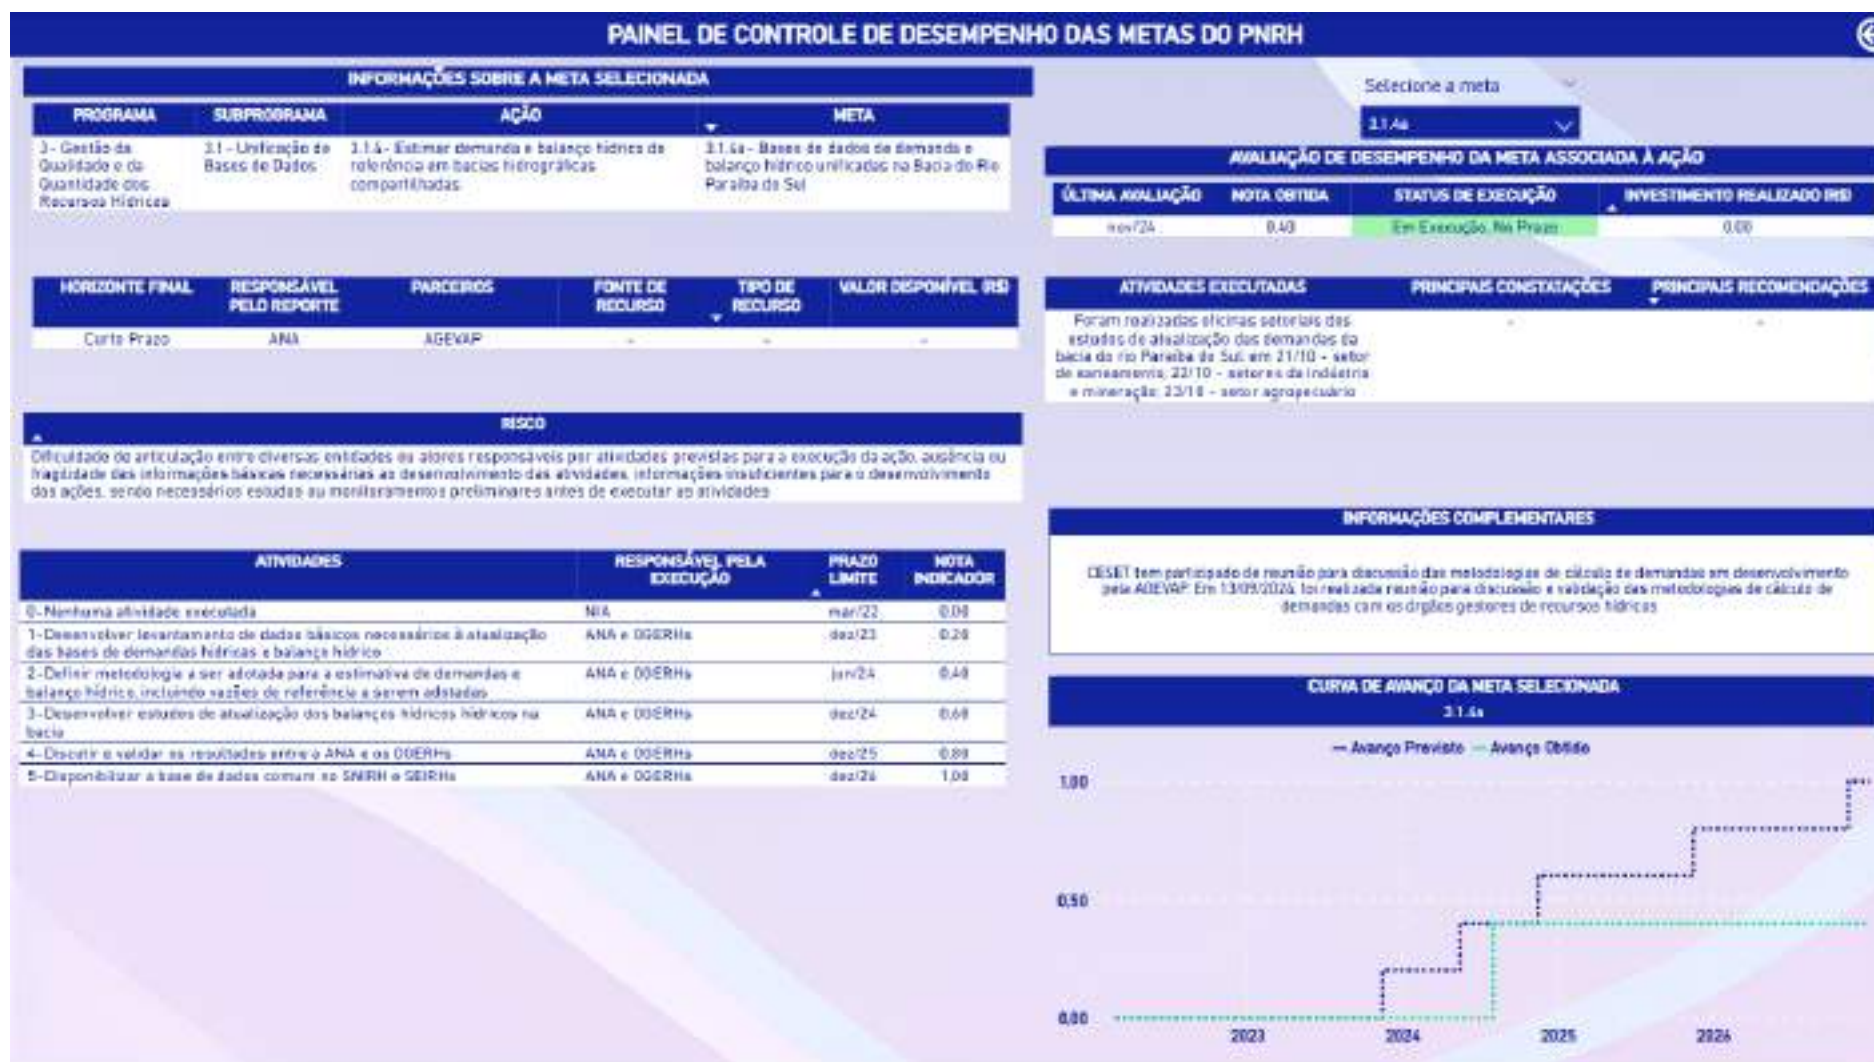 PAINEL DE CONTROLE DE DESEMPENHO DAS METAS DO PNRH
INFORMAÇÕES SOBRE A META SELECIONADA
PROGRAMA SUBPROGRAMA AÇÃO META
3 - Gestão da Qualidade e da Quantidade dos Recursos Hídricos
3.1 - Unificação de Bases de Dados
3.1.4 - Estimar demanda e balanço hídrico de referência em bacias hidrográficas compartilhadas
3.1.4a - Bases de dados de demanda e balanço hídrico unificadas na Bacia do Rio Paraíba do Sul
HORIZONTE FINAL RESPONSÁVEL PELO REPORTE PARCEIROS FONTE DE RECURSO TIPO DE RECURSO VALOR DISPONÍVEL (R$)
Curto Prazo ANA AGEVAP - - -
RISCO
Dificuldade de articulação entre diversas entidades ou atores responsáveis por atividades previstas para a execução da ação, ausência ou
fragilidade das informações básicas necessárias ao desenvolvimento das atividades, informações insuficientes para o desenvolvimento
das ações, sendo necessários estudos ou monitoramentos preliminares antes de executar as atividades
ATIVIDADES RESPONSÁVEL PELA EXECUÇÃO PRAZO LIMITE NOTA INDICADOR
0- Nenhuma atividade executada N/A mar/22 0,00
1- Desenvolver levantamento de dados básicos necessários à atualização ANA e OGERHs dez/23 0,20
das bases de demandas hídricas e balanço hídrico
2- Definir metodologia a ser adotada para a estimativa de demandas e ANA e OGERHs jun/24 0,40
balanço hídrico, incluindo vazões de referência a serem adotadas
3- Desenvolver estudos de atualização dos balanços hídricos hídricos na ANA e OGERHs dez/24 0,60
bacia
4- Discutir e validar os resultados entre a ANA e os OGERHs ANA e OGERHs dez/25 0,80
5- Disponibilizar a base de dados comum no SNIRH e SEIRHs ANA e OGERHs dez/26 1,00
Selecione a meta
3.1.4a
AVALIAÇÃO DE DESEMPENHO DA META ASSOCIADA À AÇÃO
ÚLTIMA AVALIAÇÃO NOTA OBTIDA STATUS DE EXECUÇÃO INVESTIMENTO REALIZADO (R$)
nov/24 0,40 Em Execução, No Prazo 0,00
ATIVIDADES EXECUTADAS PRINCIPAIS CONSTATAÇÕES PRINCIPAIS RECOMENDAÇÕES
Foram realizadas oficinas setoriais dos - -
estudos de atualização das demandas da
bacia do rio Paraíba do Sul em 21/10 - setor
de saneamento; 22/10 - setores da indústria
e mineração; 23/10 - setor agropecuário
INFORMAÇÕES COMPLEMENTARES
tem participado de reunião para discussão das metodologias de cálculo de demandas em desenvolvimento
pela AGEVAP. Em 13/09/2024, foi realizada reunião para discussão e validação das metodologias de cálculo de
demandas com os órgãos gestores de recursos hídricos
CURVA DE AVANÇO DA META SELECIONADA
3.1.4a
Avanço Previsto Avanço Obtido
1,00
0,50
0,00
2023 2024 2025 2026